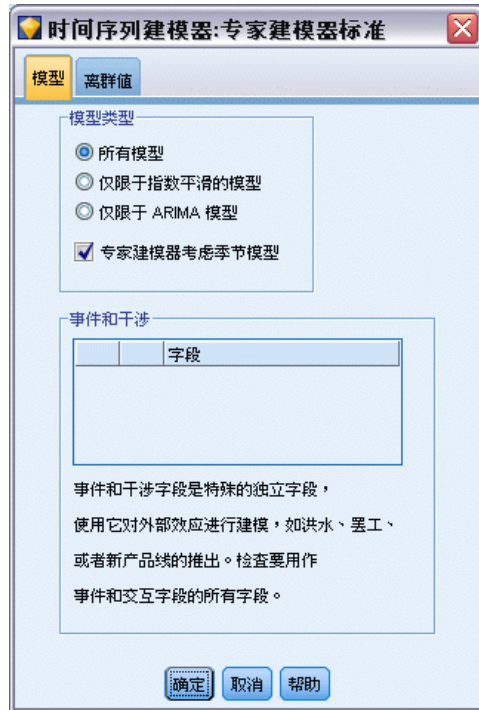 时间序列建模器:专家建模器标准
模型 离群值
模型类型
所有模型
仅限于指数平滑的模型
仅限于 ARIMA 模型
专家建模器考虑季节模型
事件和干涉
字段
事件和干涉字段是特殊的独立字段，
使用它对外部效应进行建模，如洪水、罢工、
或者新产品线的推出。检查要用作
事件和交互字段的所有字段。
确定 取消 帮助